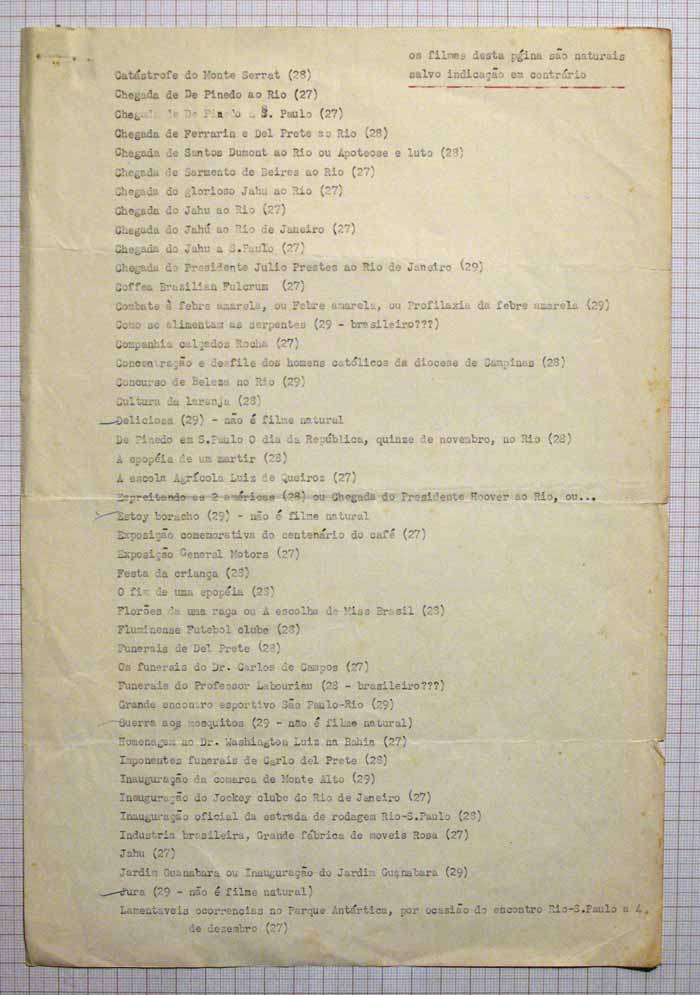 os filmes desta pgina são naturais
salvo indicação em contrário
Catástrofe do Monte Serrat (28)
Chegada de De Pinedo ao Rio (27)
Chegada de De Pinedo a S. Paulo (27)
Chegada de Ferrarin e Del Prete ao Rio (28)
Chegada de Santos Dumont ao Rio ou Apoteose e luto (28)
Chegada de Sarmento de Beires ao Rio (27)
Chegada do glorioso Jahu ao Rio (27)
Chegada do Jahu ao Rio (27)
Chegada do Jahú ao Rio de Janeiro (27)
Chegada do Jahu a S.Paulo (27)
Chegada do Presidente Julio Prestes ao Rio de Janeiro (29)
Coffea Brasilian Fulcrum (27)
Combate à febre amarela, ou Febre amarela, ou Profilaxia da febre amarela (29)
Como se alimentam as serpentes (29 - brasileiro???)
Companhia calçados Rocha (27)
Concentração e desfile dos homens católicos da diocese de Campinas (28)
Concurso de Beleza no Rio (29)
Cultura da laranja (28)
Deliciosa (29) - não é filme natural
De Pinedo em S.Paulo O dia da República, quinze de novembro, no Rio (28)
A epopéia de um martir (28)
A escola Agrícola Luiz de Queiroz (27)
Espreitando as 2 américas (28) ou Chegada do Presidente Hoover ao Rio, ou...
Estoy boracho (29) - não é filme natural
Exposição comemorativa do centenário do café (27)
Exposição General Motors (27)
Festa da criança (28)
O fim de uma epopéia (28)
Florões da uma raça ou A escolha de Miss Brasil (28)
Fluminense Futebol clube (28)
Funerais de Del Prete (28)
Os funerais do Dr. Carlos de Campos (27)
Funerais do Professor Labouriau (28 - brasileiro???)
Grande encontro esportivo São Paulo-Rio (29)
Guerra aos mosquitos (29 - não é filme natural)
Homenagem ao Dr. Washington Luiz na Bahia (27)
Imponentes funerais de Carlo del Prete (28)
Inauguração da comarca de Monte Alto (29)
Inauguração do Jockey clube do Rio de Janeiro (27)
Inauguração oficial da estrada de rodagem Rio-S.Paulo (28)
Industria brasileira, Grande fábrica de moveis Rosa (27)
Jahu (27)
Jardim Guanabara ou Inauguração do Jardim Guanabara (29)
Jura (29 - não é filme natural)
Lamentaveis ocorrencias no Parque Antártica, por ocasião do encontro Rio-S.Paulo a 4
de dezembro (27)